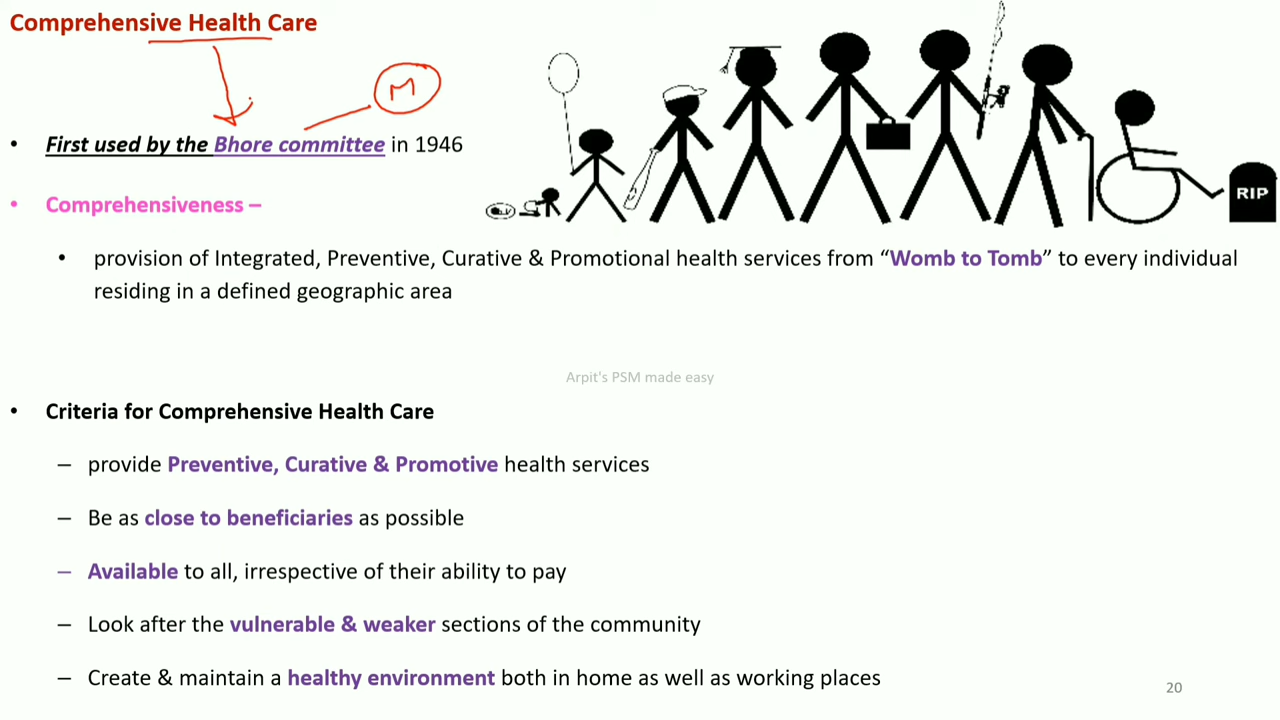 Comprehensive Health Care
M
• First used by the Bhore committee in 1946
• Comprehensiveness –
RIP
• provision of Integrated, Preventive, Curative & Promotional health services from “Womb to Tomb” to every individual
residing in a defined geographic area
Arpit's PSM made easy
• Criteria for Comprehensive Health Care
– provide Preventive, Curative & Promotive health services
– Be as close to beneficiaries as possible
– Available to all, irrespective of their ability to pay
– Look after the vulnerable & weaker sections of the community
– Create & maintain a healthy environment both in home as well as working places
20